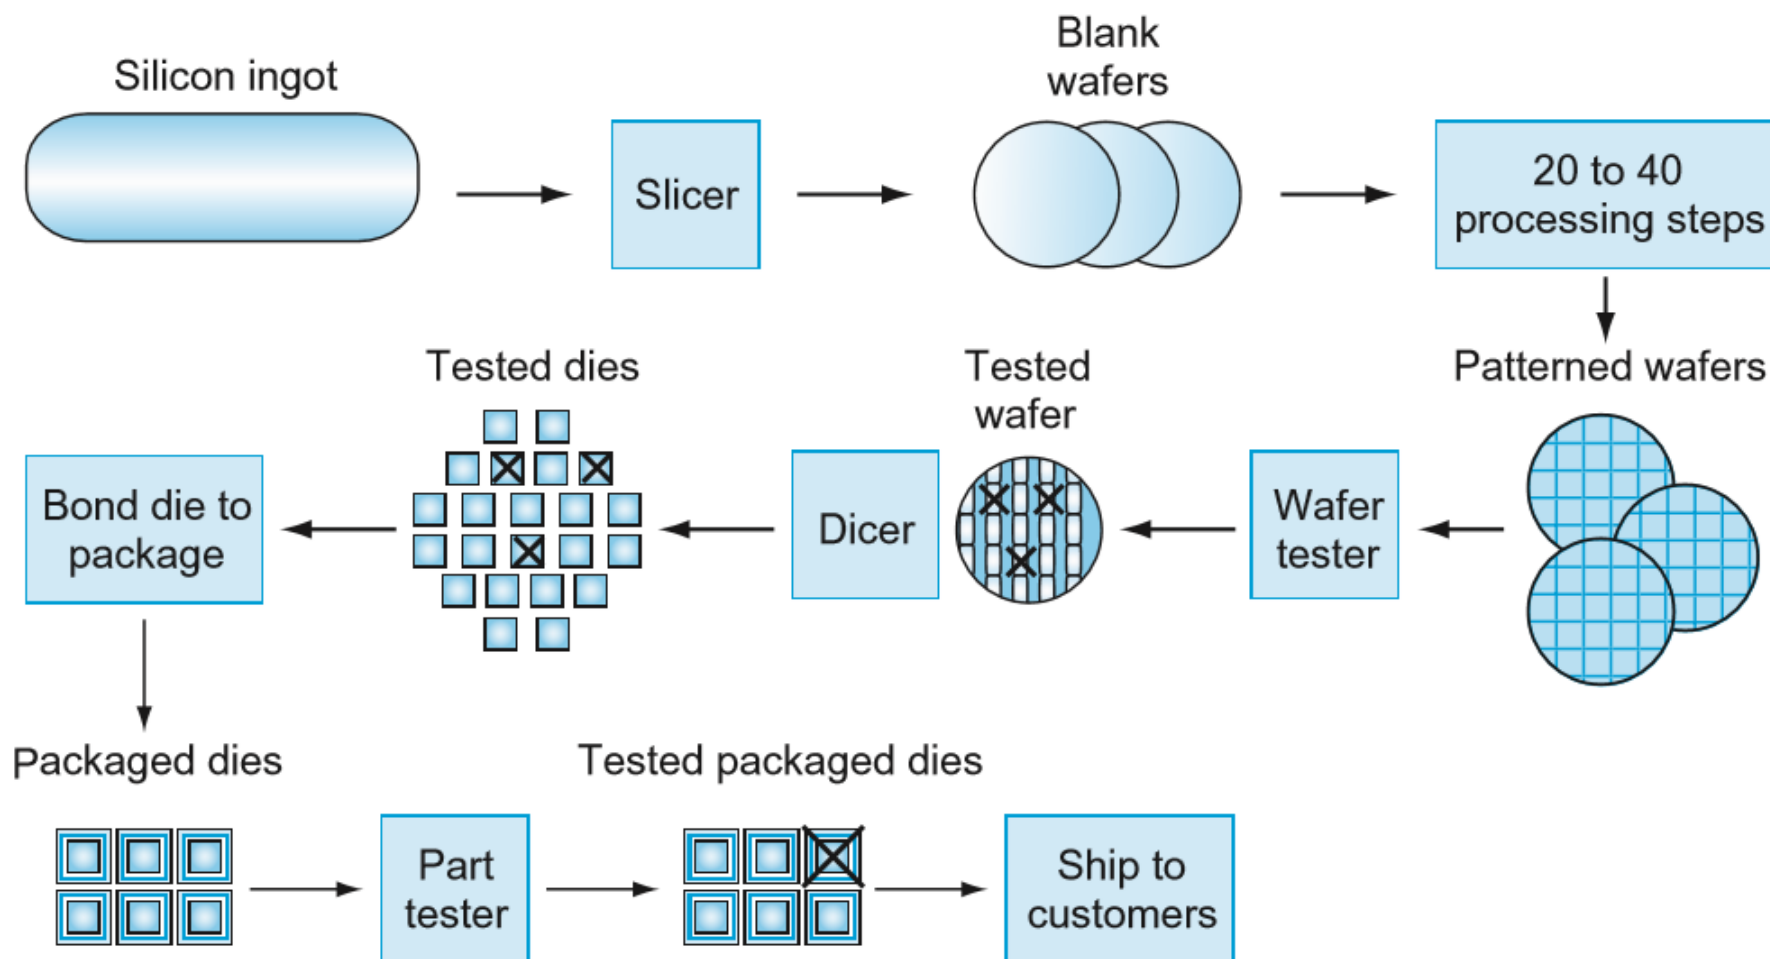 Silicon ingot
Slicer
Blank
wafers
20 to 40
processing steps
Tested dies
Tested
wafer
Patterned wafers
Bond die to
package
Dicer
Wafer
tester
Packaged dies
Tested packaged dies
Part
tester
Ship to
customers